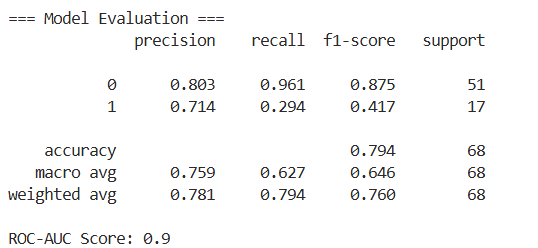 === Model Evaluation ===
precision recall f1-score support
0 0.803 0.961 0.875 51
1 0.714 0.294 0.417 17
accuracy 0.794 68
macro avg 0.759 0.627 0.646 68
weighted avg 0.781 0.794 0.760 68
ROC-AUC Score: 0.9